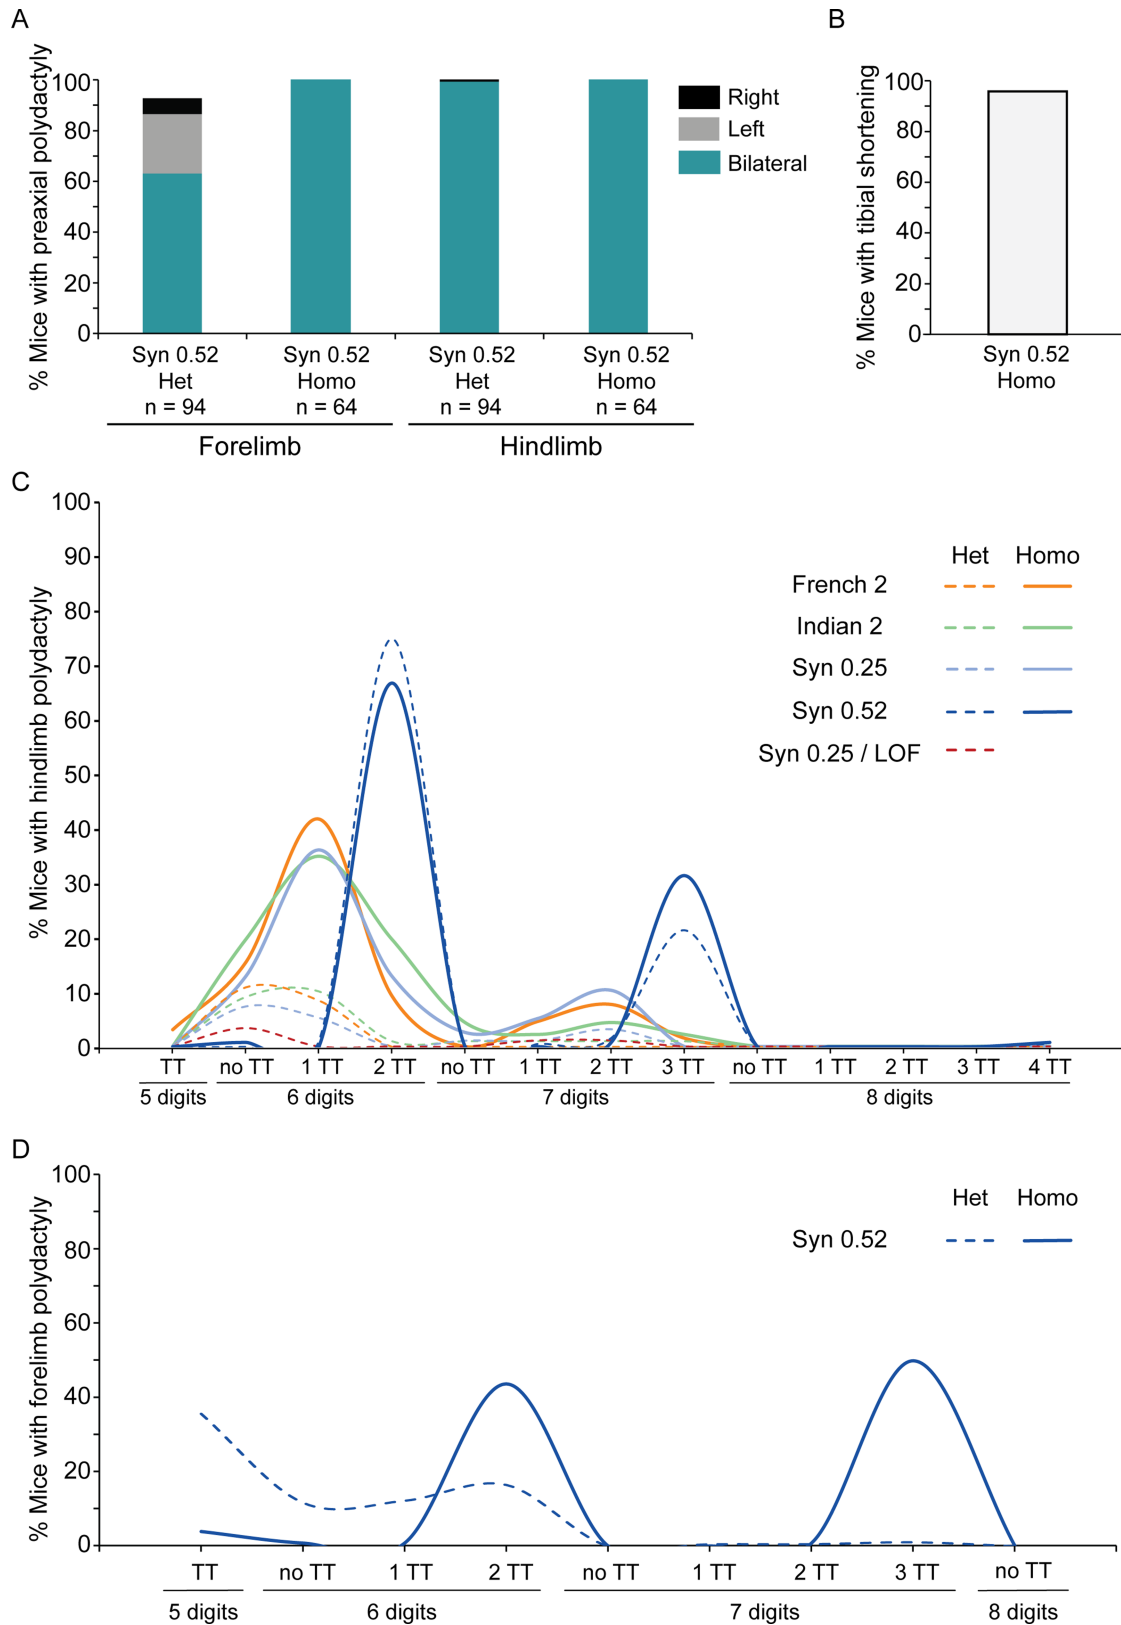 A
% Mice with preaxial polydactyly
100
80
60
40
20
0
Syn 0.52 Syn 0.52 Syn 0.52 Syn 0.52
Het Homo Het Homo
n = 94 n = 64 n = 94 n = 64
Forelimb Hindlimb
Right
Left
Bilateral
B
% Mice with tibial shortening
100
80
60
40
20
0
Syn 0.52
Homo
C
% Mice with hindlimb polydactyly
100
90
80
70
60
50
40
30
20
10
0
Het Homo
French 2
Indian 2
Syn 0.25
Syn 0.52
Syn 0.25 / LOF
TT no TT 1 TT 2 TT no TT 1 TT 2 TT 3 TT no TT 1 TT 2 TT 3 TT 4 TT
5 digits 6 digits 7 digits 8 digits
D
% Mice with forelimb polydactyly
100
80
60
40
20
0
Het Homo
Syn 0.52
TT no TT 1 TT 2 TT no TT 1 TT 2 TT 3 TT no TT
5 digits 6 digits 7 digits 8 digits